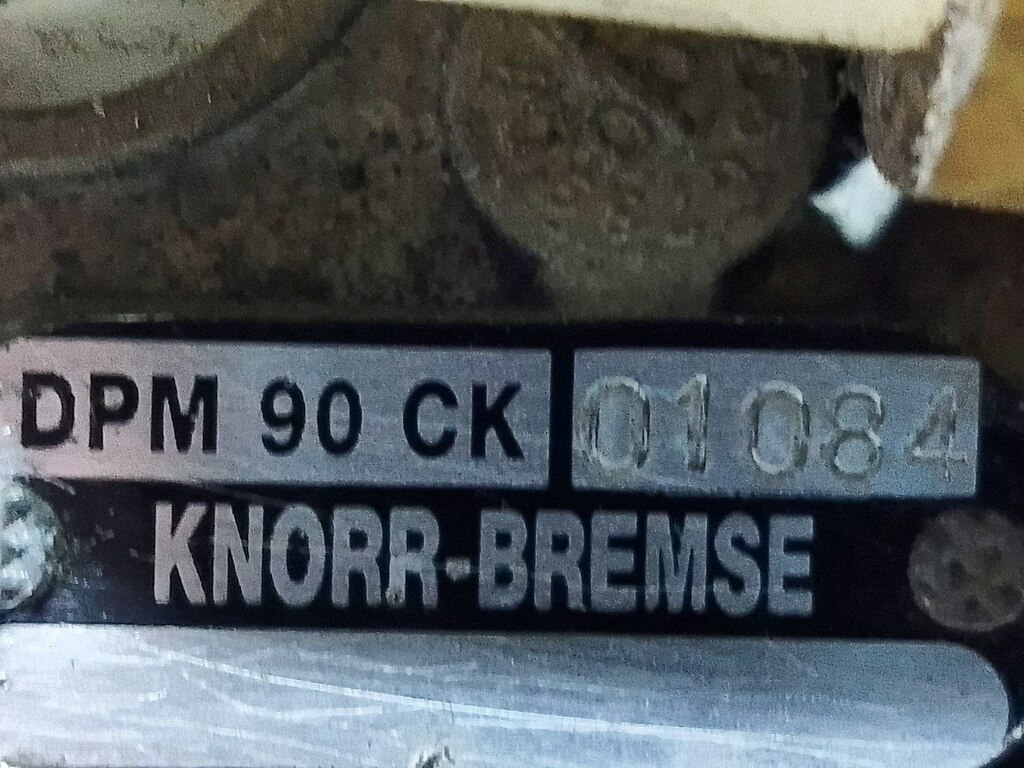 DPM 90 CK 01084
KNORR-BREMSE